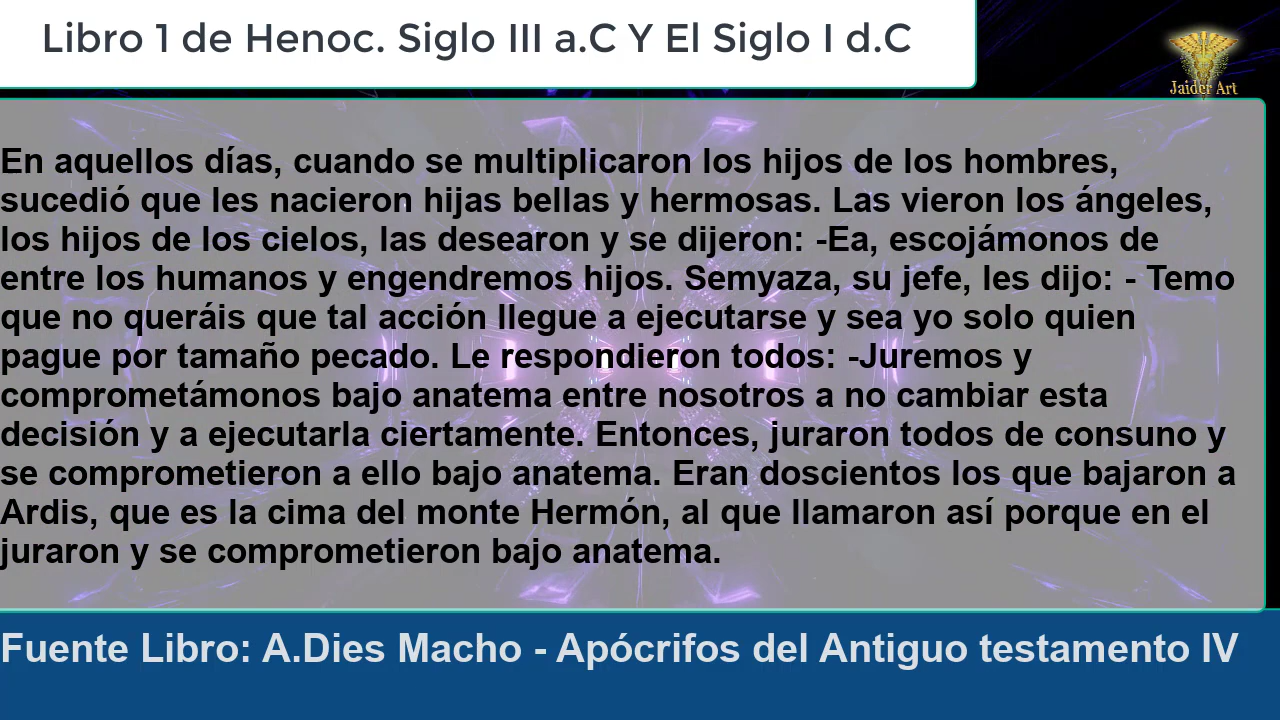 Libro 1 de Henoc. Siglo III a.C Y El Siglo I d.C
Jaider Art
En aquellos días, cuando se multiplicaron los hijos de los hombres,
sucedió que les nacieron hijas bellas y hermosas. Las vieron los ángeles,
los hijos de los cielos, las desearon y se dijeron: -Ea, escojámonos de
entre los humanos y engendremos hijos. Semyaza, su jefe, les dijo: - Temo
que no queráis que tal acción llegue a ejecutarse y sea yo solo quien
pague por tamaño pecado. Le respondieron todos: -Juremos y
comprometámonos bajo anatema entre nosotros a no cambiar esta
decisión y a ejecutarla ciertamente. Entonces, juraron todos de consuno y
se comprometieron a ello bajo anatema. Eran doscientos los que bajaron a
Ardis, que es la cima del monte Hermón, al que llamaron así porque en el
juraron y se comprometieron bajo anatema.
Fuente Libro: A.Dies Macho - Apócrifos del Antiguo testamento IV